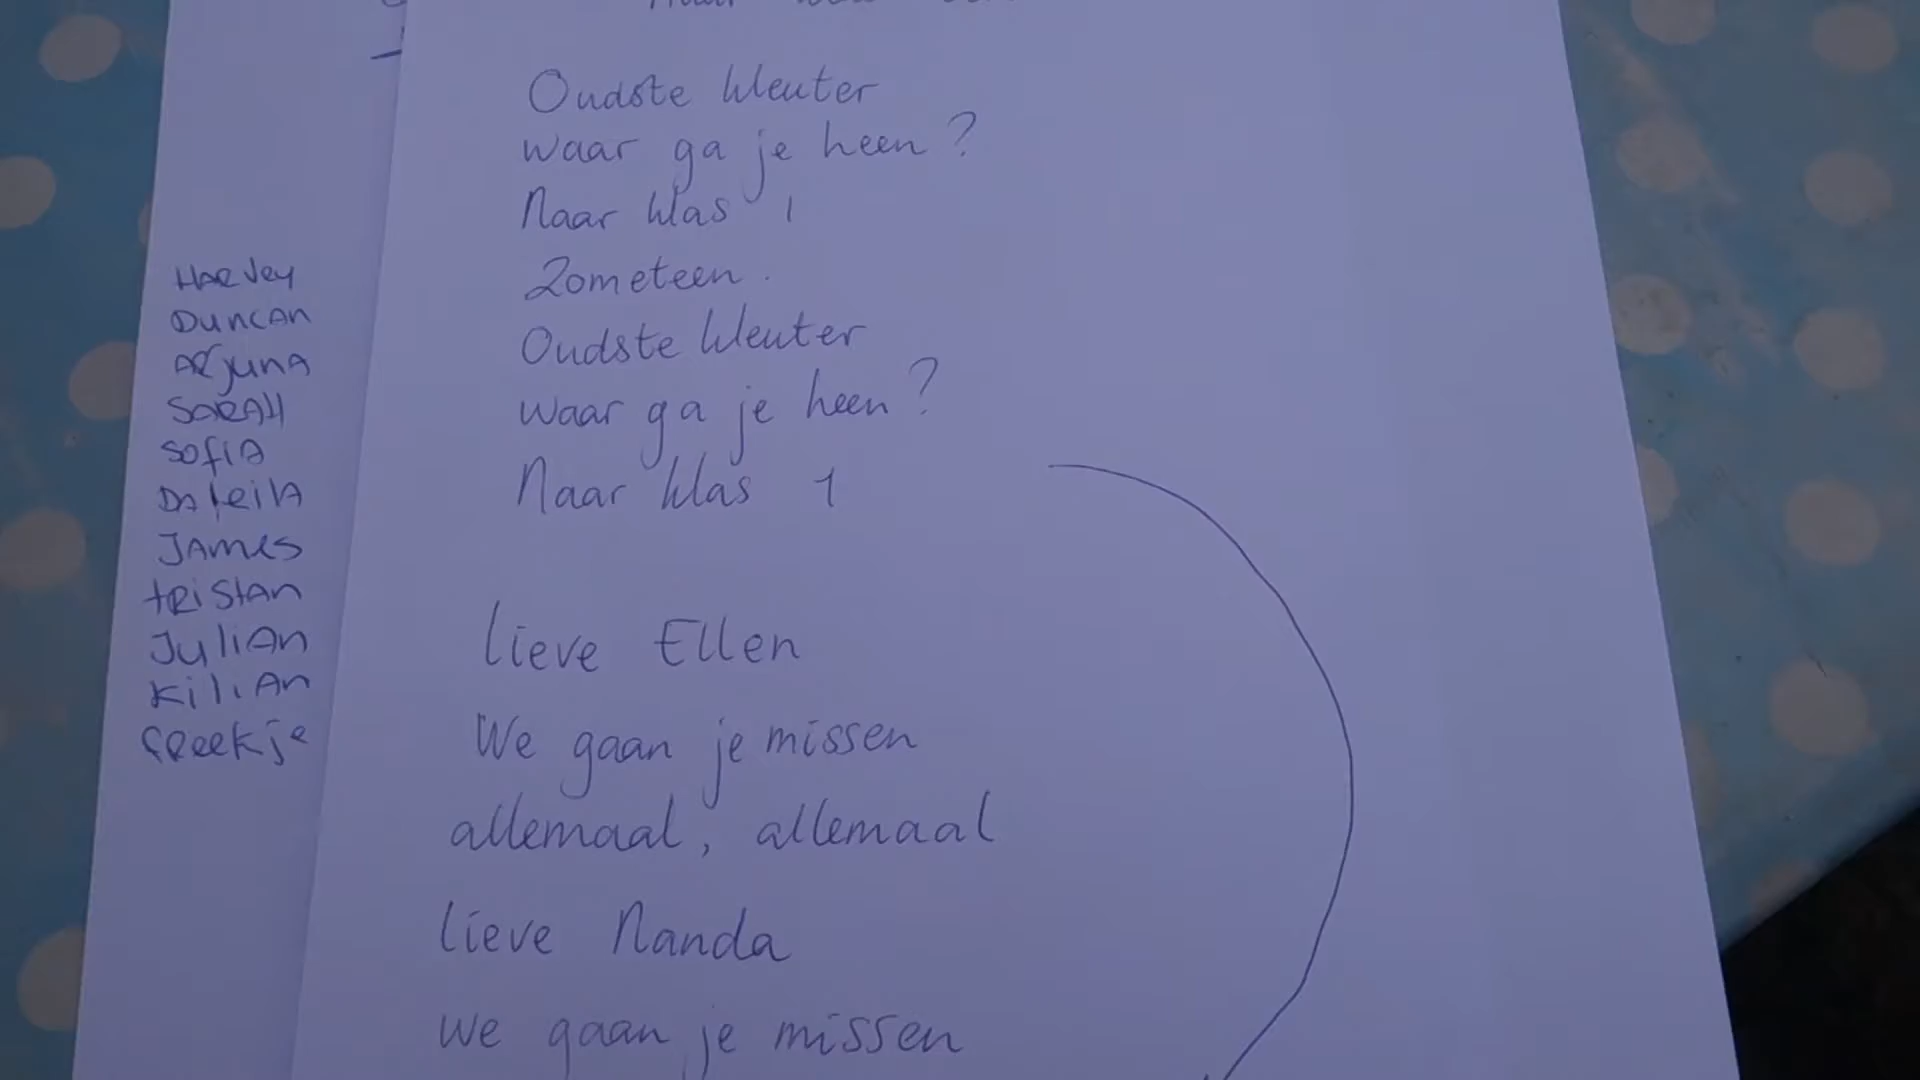 HARVey
DuncAn
ARjunA
SARAH
SofiA
DAleilA
JAmes
tRiStan
JuliAn
KiliAn
fReekje
Oudste kleuter
waar ga je heen?
Naar klas 1
Zometeen.
Oudste kleuter
waar ga je heen?
Naar klas 1
lieve Ellen
We gaan je missen
allemaal, allemaal
lieve Nanda
we gaan je missen